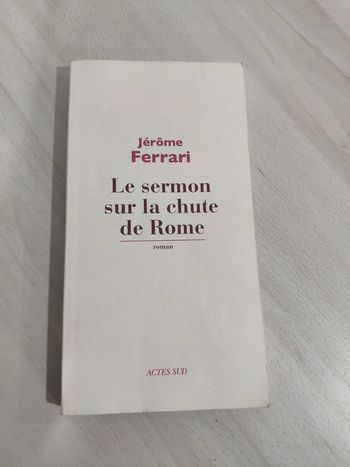 Jérôme
Ferrari
Le sermon
sur la chute
de Rome
roman
ACTES SUD